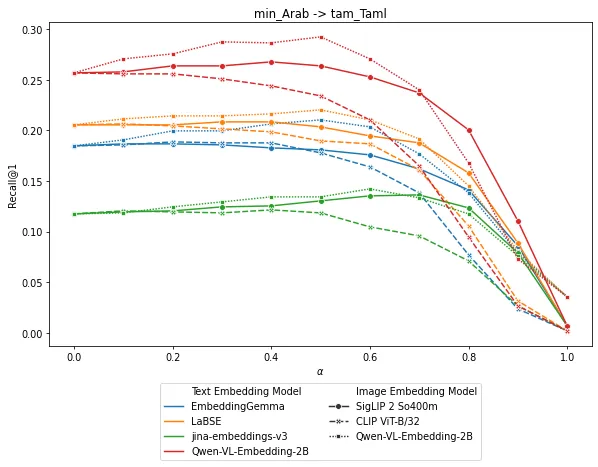 min_Arab -> tam_Taml
0.30
0.25
0.20
0.15
0.10
0.05
0.00
Recall@1
0.0 0.2 0.4 0.6 0.8 1.0
α
Text Embedding Model
EmbeddingGemma
LaBSE
jina-embeddings-v3
Qwen-VL-Embedding-2B
Image Embedding Model
SigLIP 2 So400m
CLIP ViT-B/32
Qwen-VL-Embedding-2B